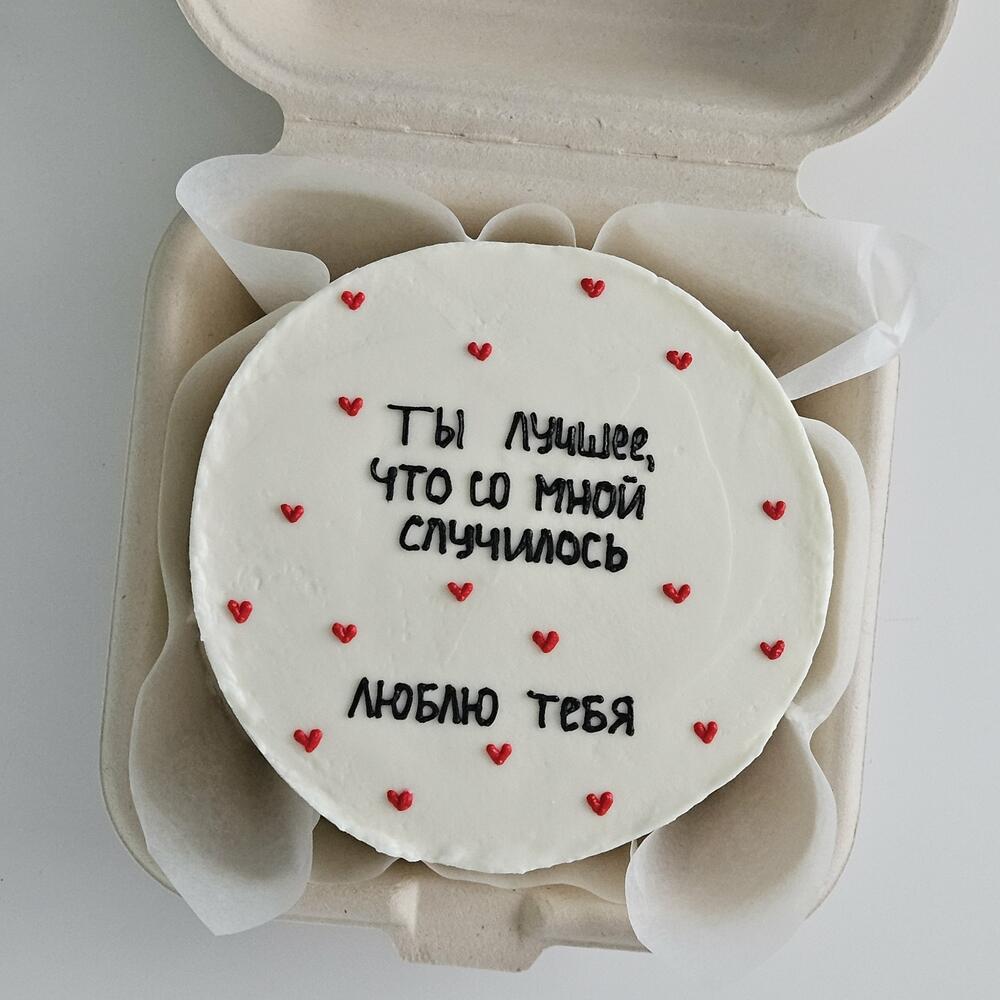 Ты лучшее,
что со мной
случилось
люблю тебя